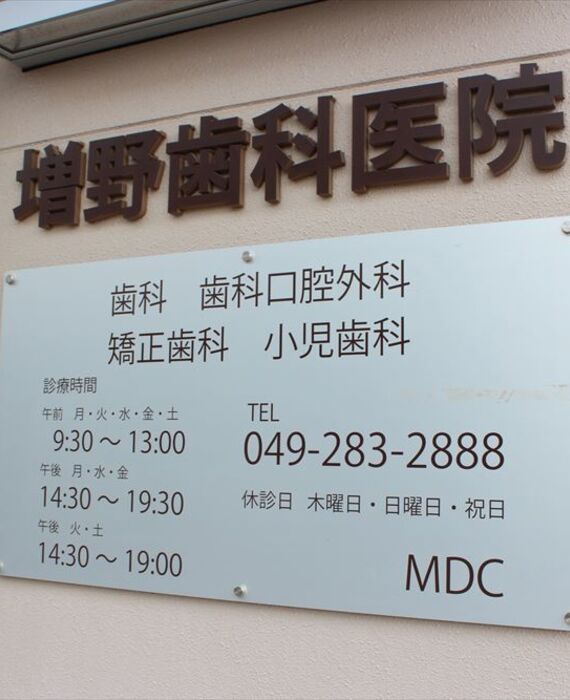 増野歯科医院
歯科　歯科口腔外科
矯正歯科　小児歯科
診療時間
午前　月・火・水・金・土
9:30 ～ 13:00
午後　月・水・金
14:30 ～ 19:30
午後　火・土
14:30 ～ 19:00
TEL
049-283-2888
休診日　木曜日・日曜日・祝日
MDC